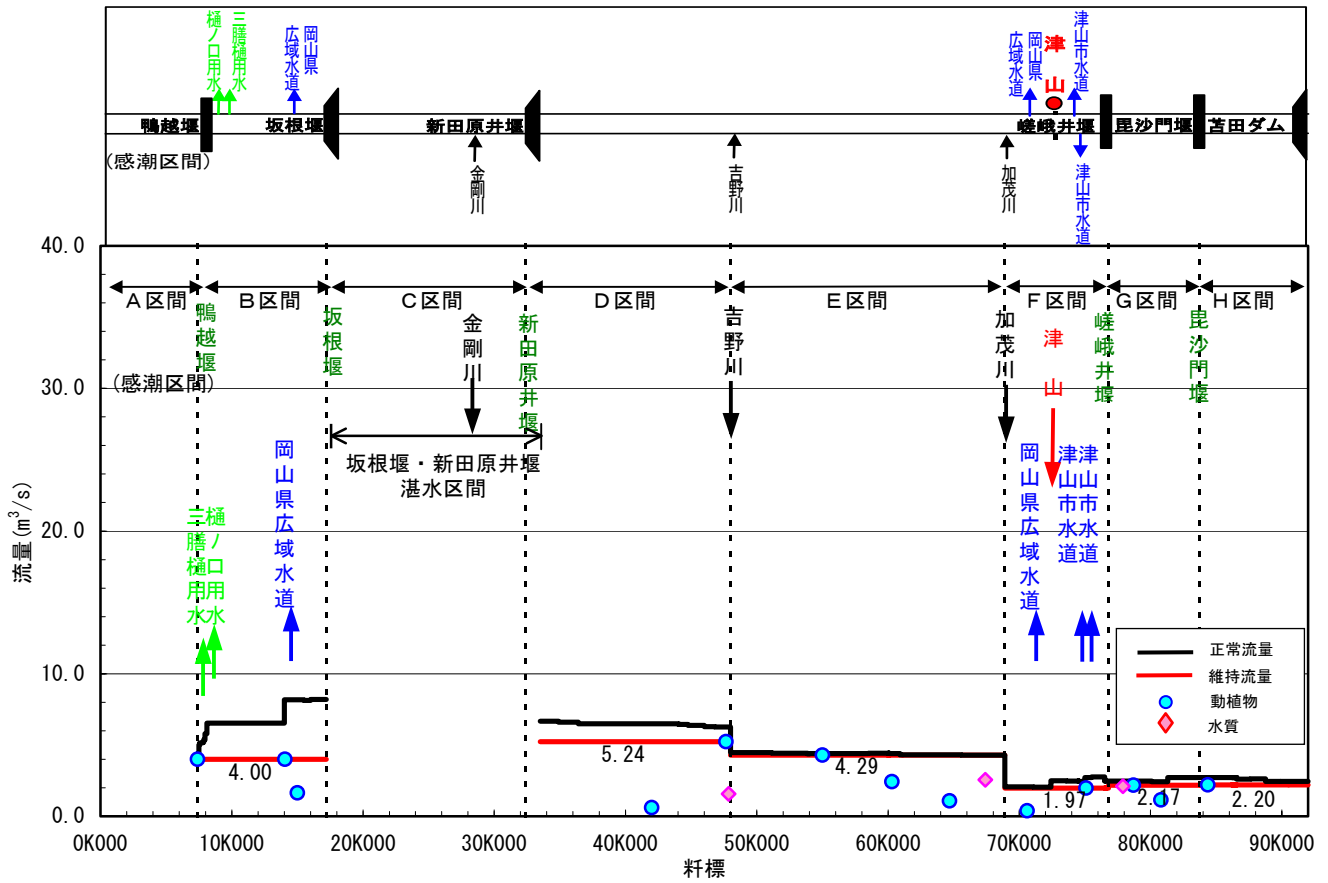 樋ノ口用水
三膳樋用水
岡山県
広域水道
岡山県
広域水道
津山
津山市水道
鴨越堰
坂根堰
新田原井堰
嵯峨井堰
毘沙門堰
苫田ダム
(感潮区間)
金剛川
吉野川
加茂川
津山市水道
40.0
30.0
20.0
10.0
0.0
流量(m³/s)
A区間
B区間
C区間
D区間
E区間
F区間
G区間
H区間
鴨越堰
坂根堰
金剛川
新田原井堰
吉野川
加茂川
津山
嵯峨井堰
毘沙門堰
(感潮区間)
坂根堰・新田原井堰
湛水区間
三膳樋用水
樋ノ口用水
岡山県広域水道
岡山県広域水道
津山市水道
津山市水道
正常流量
維持流量
動植物
水質
4.00
5.24
4.29
1.97
2.17
2.20
0K000
10K000
20K000
30K000
40K000
50K000
60K000
70K000
80K000
90K000
粁標